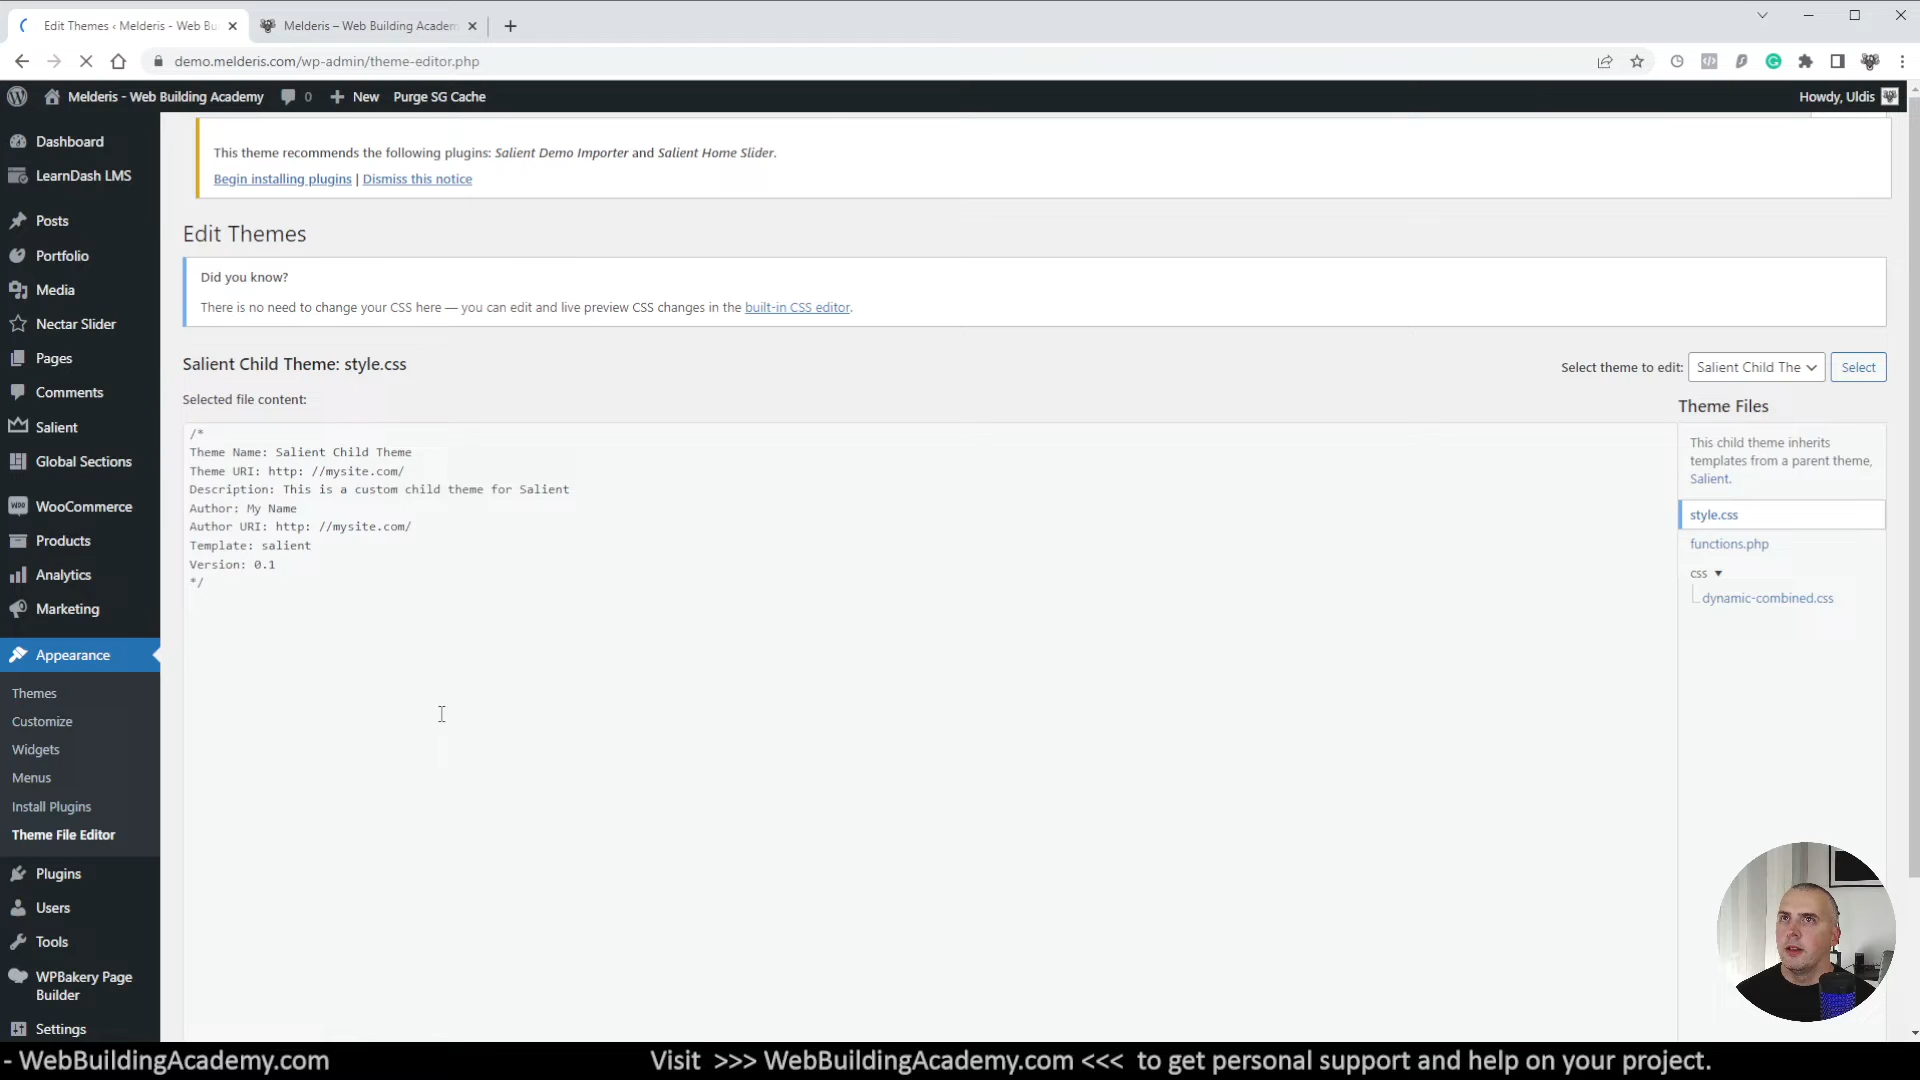 Edit Themes ‹ Melderis - Web Bu
Melderis – Web Building Academ
demo.melderis.com/wp-admin/theme-editor.php
Melderis - Web Building Academy
0
New
Purge SG Cache
Howdy, Uldis
Dashboard
LearnDash LMS
Posts
Portfolio
Media
Nectar Slider
Pages
Comments
Salient
Global Sections
WooCommerce
Products
Analytics
Marketing
Appearance
Themes
Customize
Widgets
Menus
Install Plugins
Theme File Editor
Plugins
Users
Tools
WPBakery Page
Builder
Settings
This theme recommends the following plugins: Salient Demo Importer and Salient Home Slider.
Begin installing plugins | Dismiss this notice
Edit Themes
Did you know?
There is no need to change your CSS here — you can edit and live preview CSS changes in the built-in CSS editor.
Salient Child Theme: style.css
Select theme to edit: Salient Child The Select
Selected file content:
/*
Theme Name: Salient Child Theme
Theme URI: http: //mysite.com/
Description: This is a custom child theme for Salient
Author: My Name
Author URI: http: //mysite.com/
Template: salient
Version: 0.1
*/
Theme Files
This child theme inherits
templates from a parent theme,
Salient.
style.css
functions.php
css ▼
dynamic-combined.css
- WebBuildingAcademy.com
Visit >>> WebBuildingAcademy.com <<< to get personal support and help on your project.